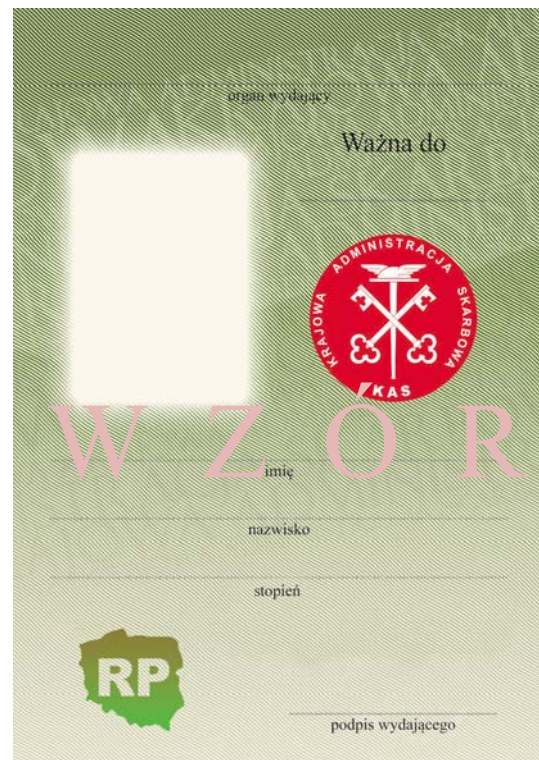 organ wydający
Ważna do
KRAJOWA ADMINISTRACJA SKARBOWA
KAS
WZÓR
imię
nazwisko
stopień
RP
podpis wydającego